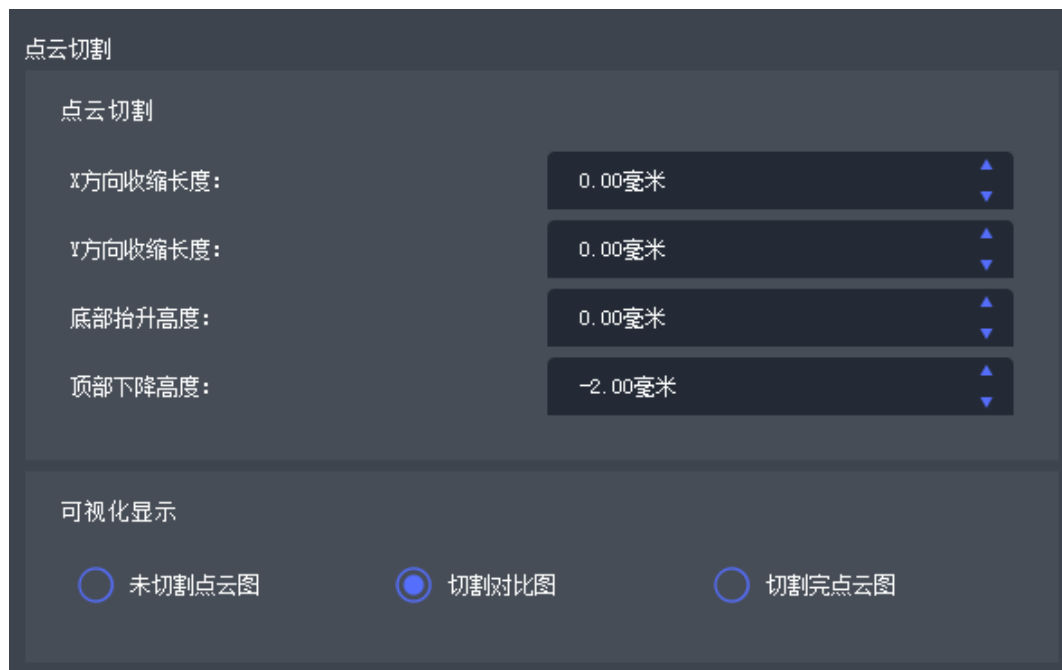 点云切割
点云切割
X方向收缩长度: 0.00毫米
Y方向收缩长度: 0.00毫米
底部抬升高度: 0.00毫米
顶部下降高度: -2.00毫米
可视化显示
未切割点云图 切割对比图 切割完点云图